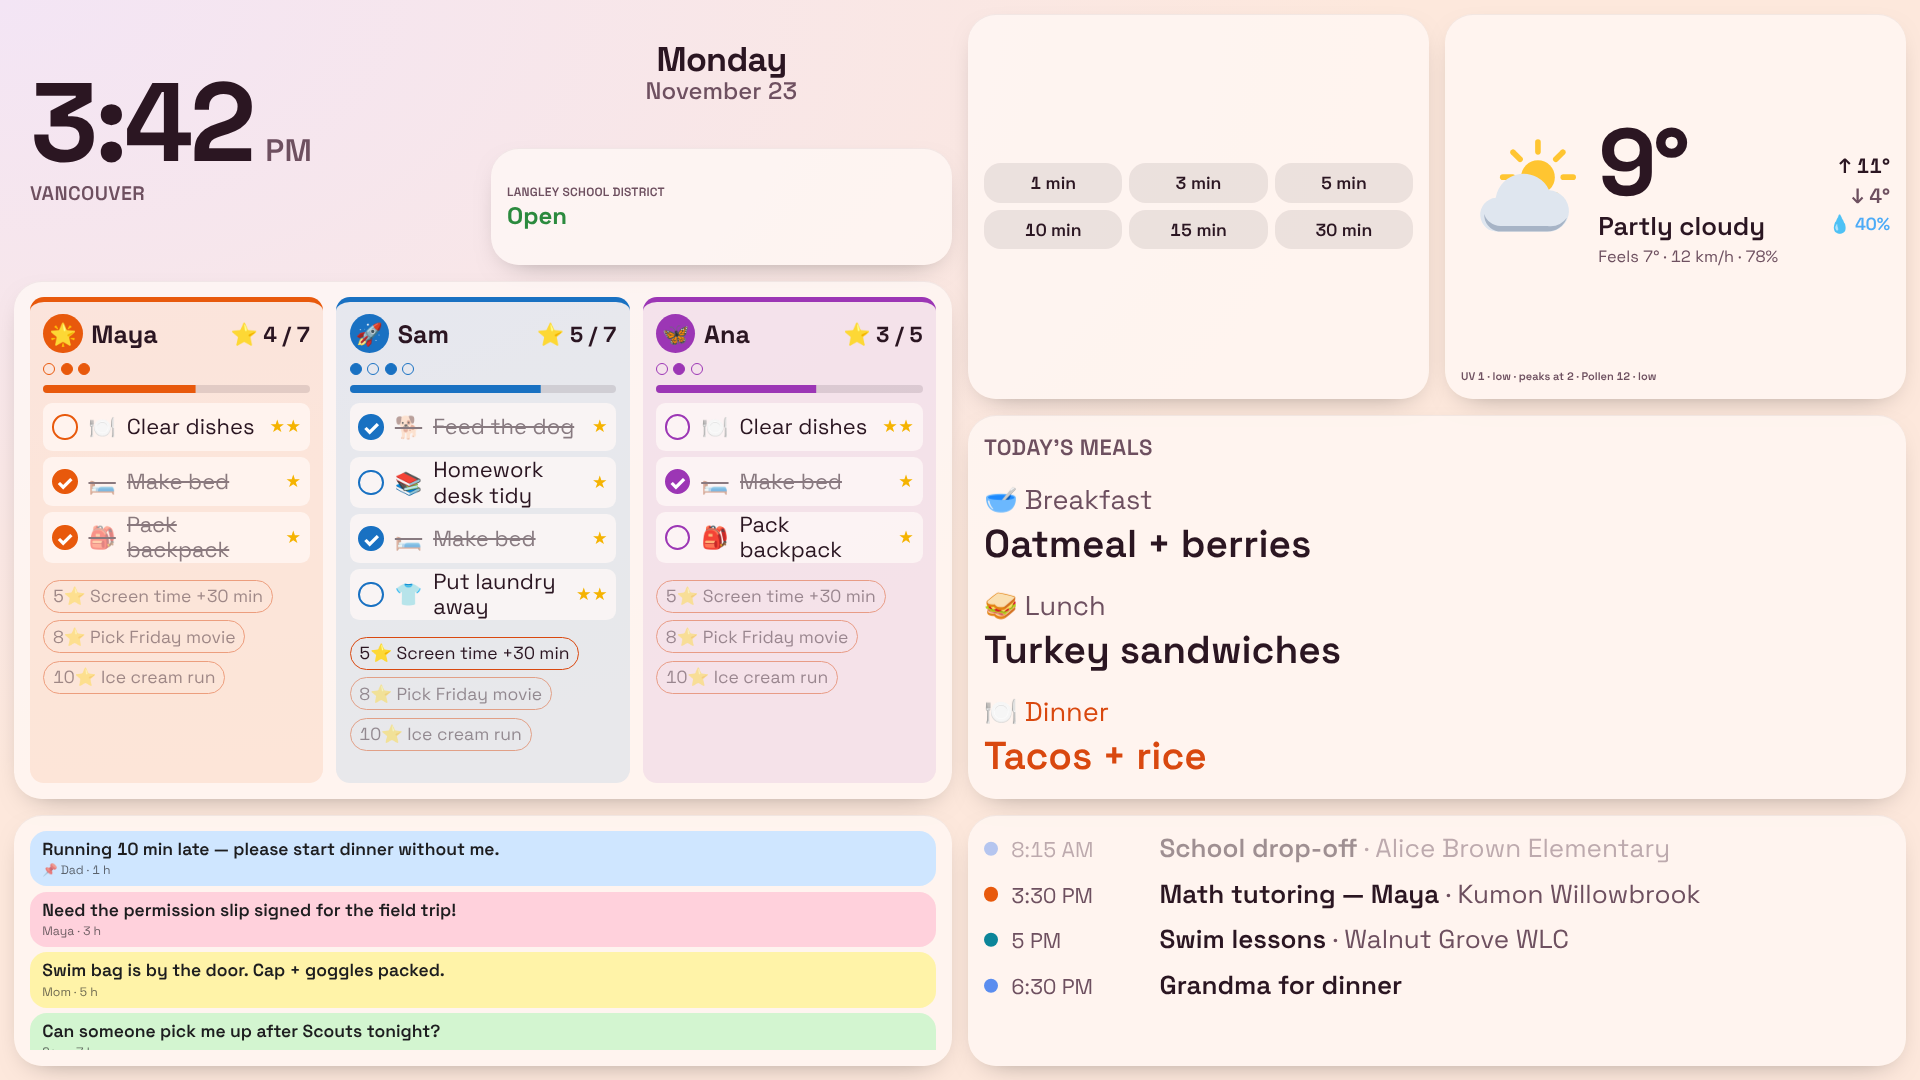 3:42 PM
VANCOUVER
Monday
November 23
LANGLEY SCHOOL DISTRICT
Open
1 min
3 min
5 min
10 min
15 min
30 min
9°
Partly cloudy
Feels 7° · 12 km/h · 78%
↑ 11°
↓ 4°
💧 40%
UV 1 · low · peaks at 2 · Pollen 12 · low
Maya ⭐ 4 / 7
Clear dishes ★★
Make bed ★
Pack
backpack ★
5⭐ Screen time +30 min
8⭐ Pick Friday movie
10⭐ Ice cream run
Sam ⭐ 5 / 7
Feed the dog ★
Homework
desk tidy ★
Make bed ★
Put laundry
away ★★
5⭐ Screen time +30 min
8⭐ Pick Friday movie
10⭐ Ice cream run
Ana ⭐ 3 / 5
Clear dishes ★★
Make bed ★
Pack
backpack ★
5⭐ Screen time +30 min
8⭐ Pick Friday movie
10⭐ Ice cream run
TODAY'S MEALS
Breakfast
Oatmeal + berries
Lunch
Turkey sandwiches
Dinner
Tacos + rice
Running 10 min late — please start dinner without me.
📌 Dad · 1 h
Need the permission slip signed for the field trip!
Maya · 3 h
Swim bag is by the door. Cap + goggles packed.
Mom · 5 h
Can someone pick me up after Scouts tonight?
8:15 AM School drop-off · Alice Brown Elementary
3:30 PM Math tutoring — Maya · Kumon Willowbrook
5 PM Swim lessons · Walnut Grove WLC
6:30 PM Grandma for dinner